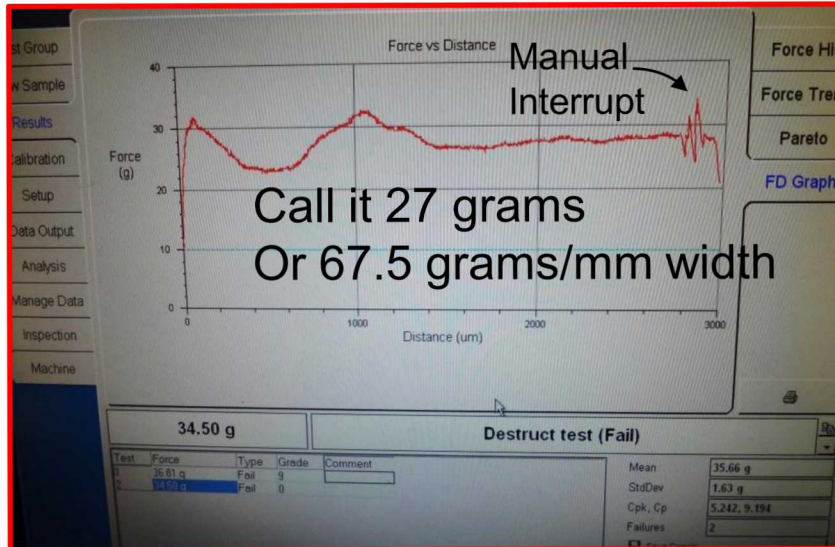 st Group
w Sample
Results
alibration
Setup
Data Output
Analysis
Manage Data
Inspection
Machine
Force vs Distance
Manual
Interrupt
Force
(g)
40
30
20
10
0
0
1000
2000
3000
Distance (um)
Call it 27 grams
Or 67.5 grams/mm width
Force Hi
Force Tre
Pareto
FD Graph
34.50 g
Destruct test (Fail)
Test Force Type Grade Comment
1 36.81 g Fail 9
2 34.50 g Fail 0
Mean 35.66 g
StdDev 1.63 g
Cpk, Cp 5.242, 9.194
Failures 2